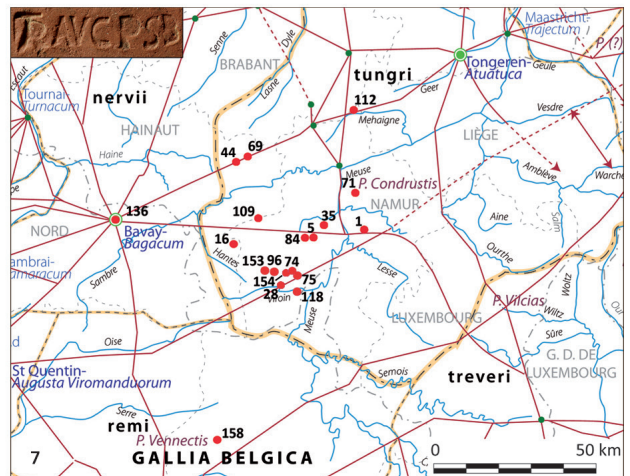 TRAVCPSI
Maastricht-
Trajectum
P. (?)
Senne
Dyle
BRABANT
Lasne
tungri
Tongeren-
Atuatuca
Geule
Geer
Tournai-
Turnacum
nervii
112
Mehaigne
Vesdre
HAINAUT
LIÈGE
Haine
44
69
Meuse
71
P. Condrustis
Amblève
Warche
NAMUR
136
109
35
Aine
Salm
NORD
Bavay-
Bagacum
5
84
1
16
Hantes
Ourthe
Sambre
153
96
74
Lesse
154
75
28
Viroin
118
P. Vilcias
Woltz
Wiltz
Meuse
LUXEMBOURG
Oise
Sûre
St Quentin-
Augusta Viromanduorum
G. D. DE
LUXEMBOURG
Semois
treveri
Serre
remi
P. Vennectis
158
0
50 km
7
GALLIA BELGICA